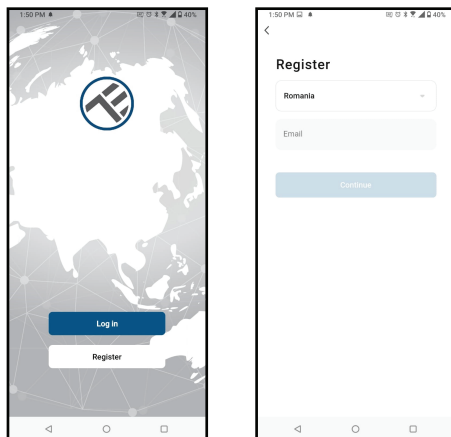 1:50 PM
40%
Log in
Register
1:50 PM
40%
Register
Romania
Email
Continue